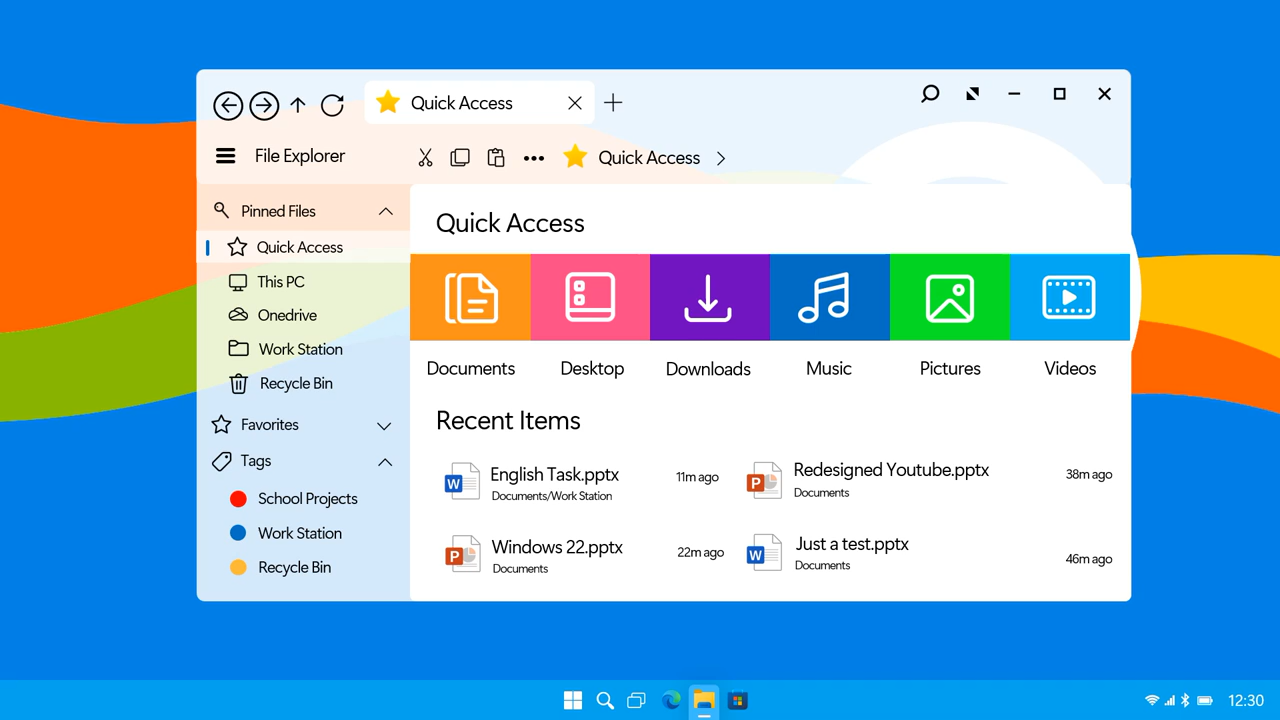 Quick Access
File Explorer
Quick Access
Pinned Files
Quick Access
This PC
Onedrive
Work Station
Recycle Bin
Favorites
Tags
School Projects
Work Station
Recycle Bin
Quick Access
Documents
Desktop
Downloads
Music
Pictures
Videos
Recent Items
W
English Task.pptx
11m ago
Documents/Work Station
P
Redesigned Youtube.pptx
38m ago
Documents
P
Windows 22.pptx
22m ago
Documents
W
Just a test.pptx
46m ago
Documents
12:30